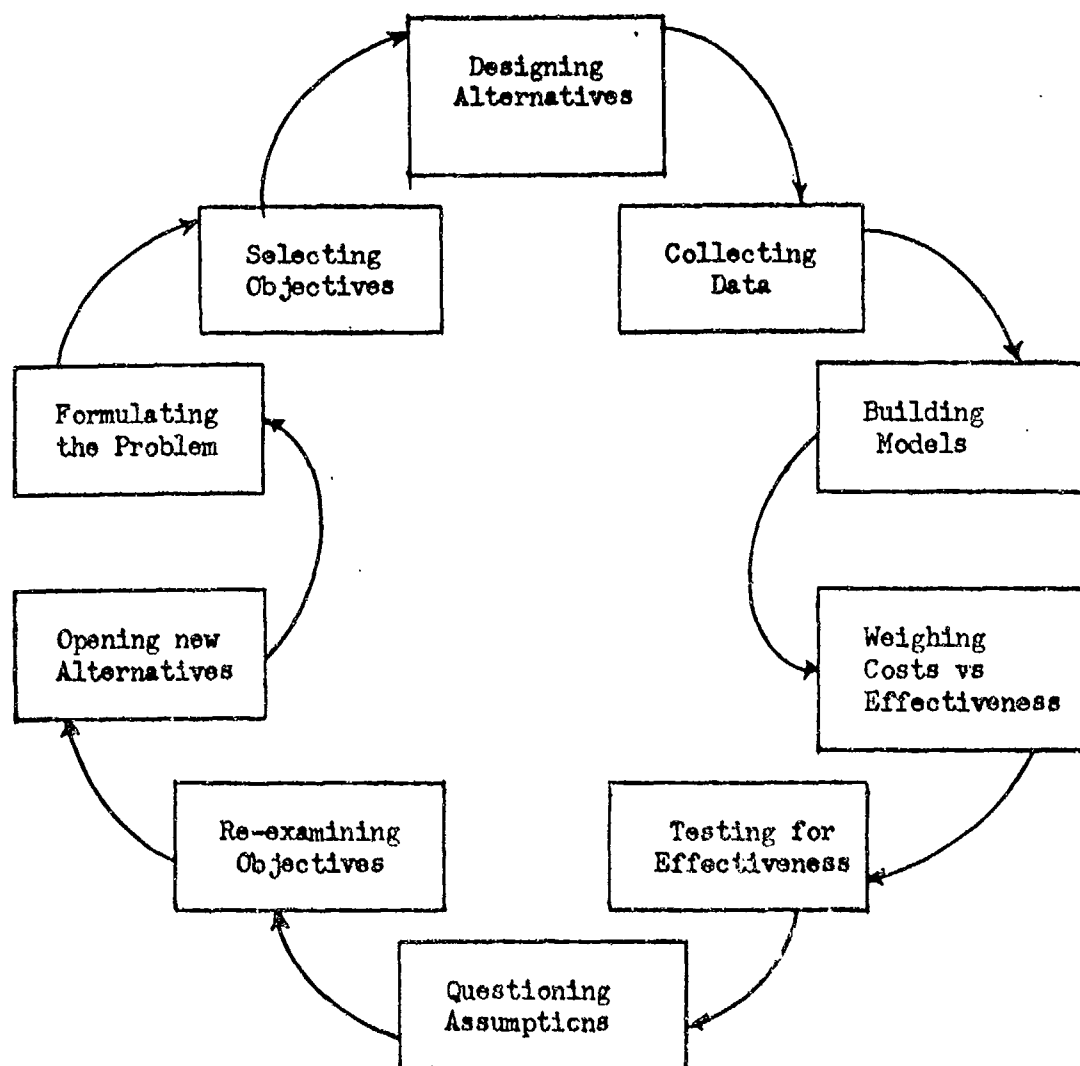 Designing
Alternatives
Selecting
Objectives
Collecting
Data
Formulating
the Problem
Building
Models
Opening new
Alternatives
Weighing
Costs vs
Effectiveness
Re-examining
Objectives
Testing for
Effectiveness
Questioning
Assumptions